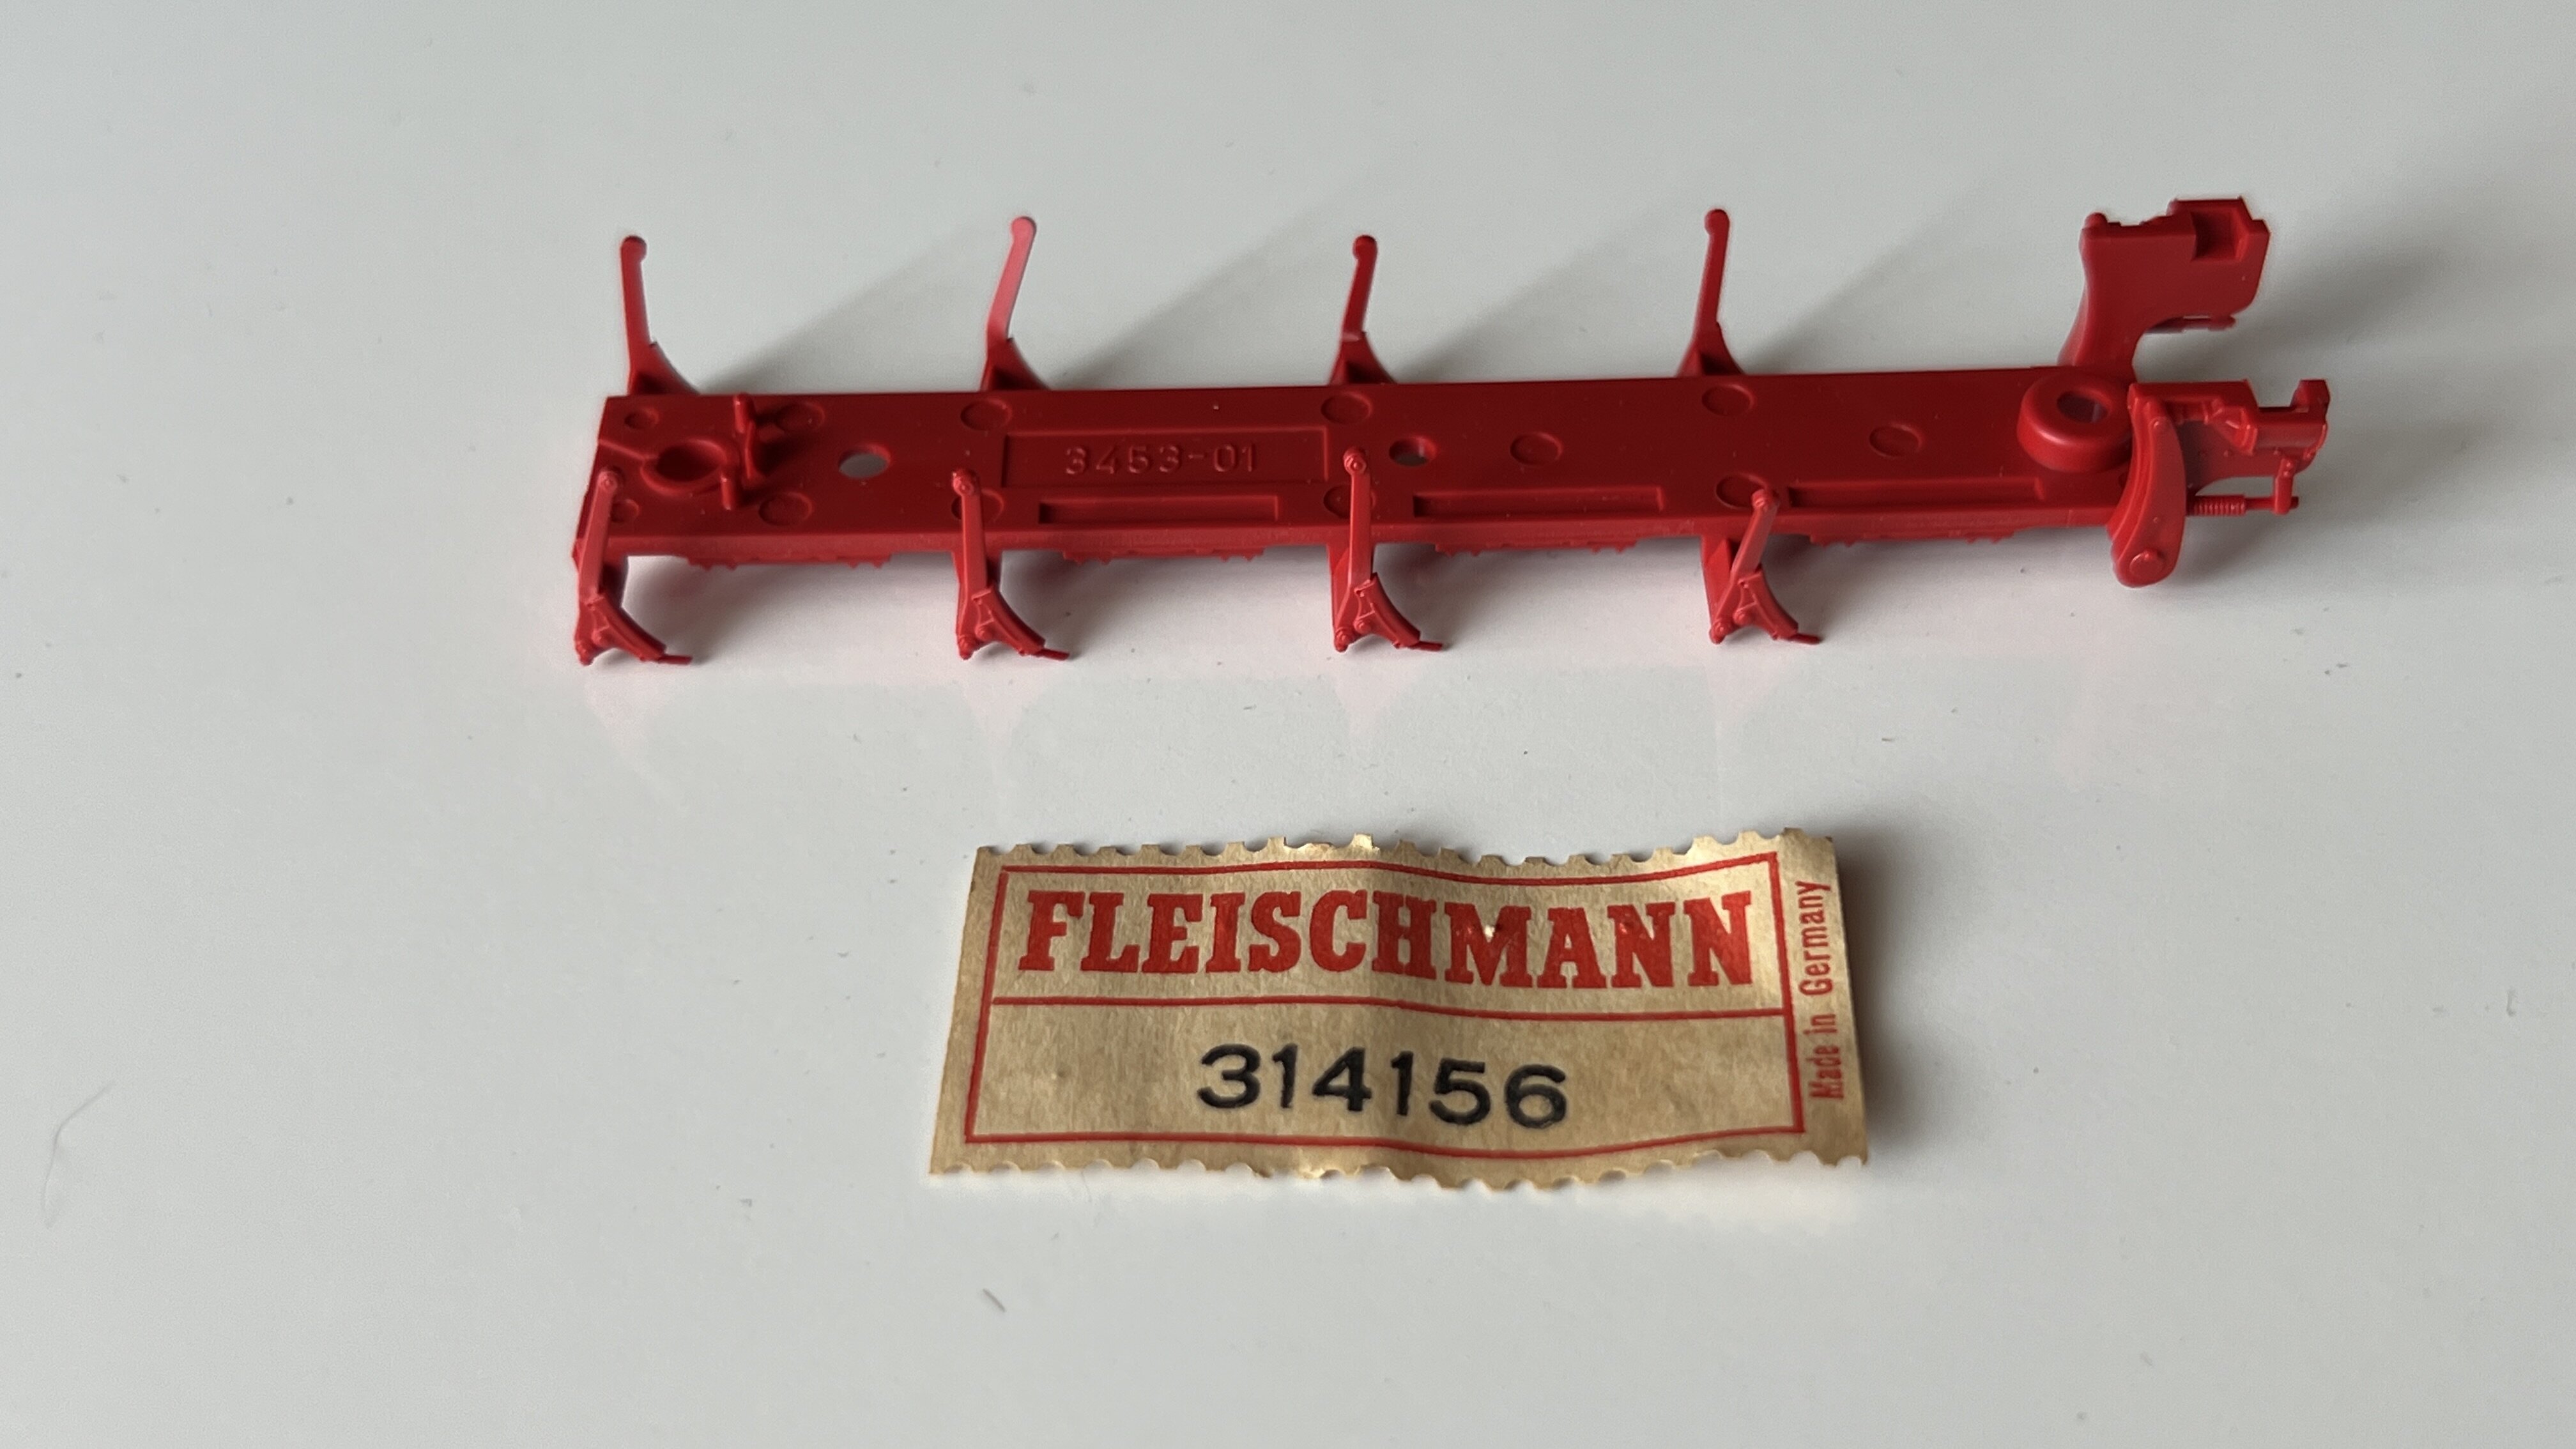 3453-01
FLEISCHMANN
314156
Made in Germany